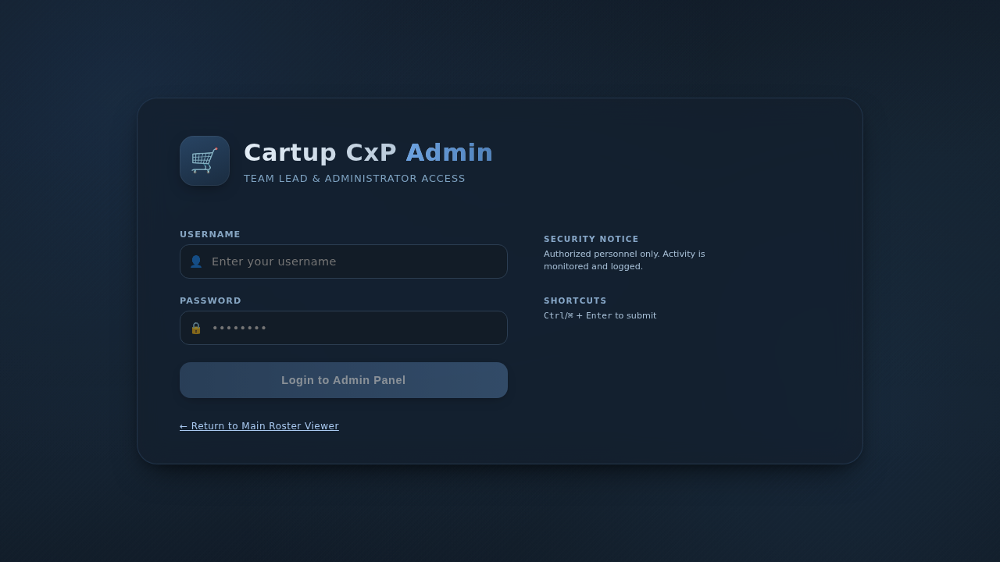 Cartup CxP Admin
TEAM LEAD & ADMINISTRATOR ACCESS
USERNAME
Enter your username
PASSWORD
••••••••
Login to Admin Panel
← Return to Main Roster Viewer
SECURITY NOTICE
Authorized personnel only. Activity is
monitored and logged.
SHORTCUTS
Ctrl/⌘ + Enter to submit